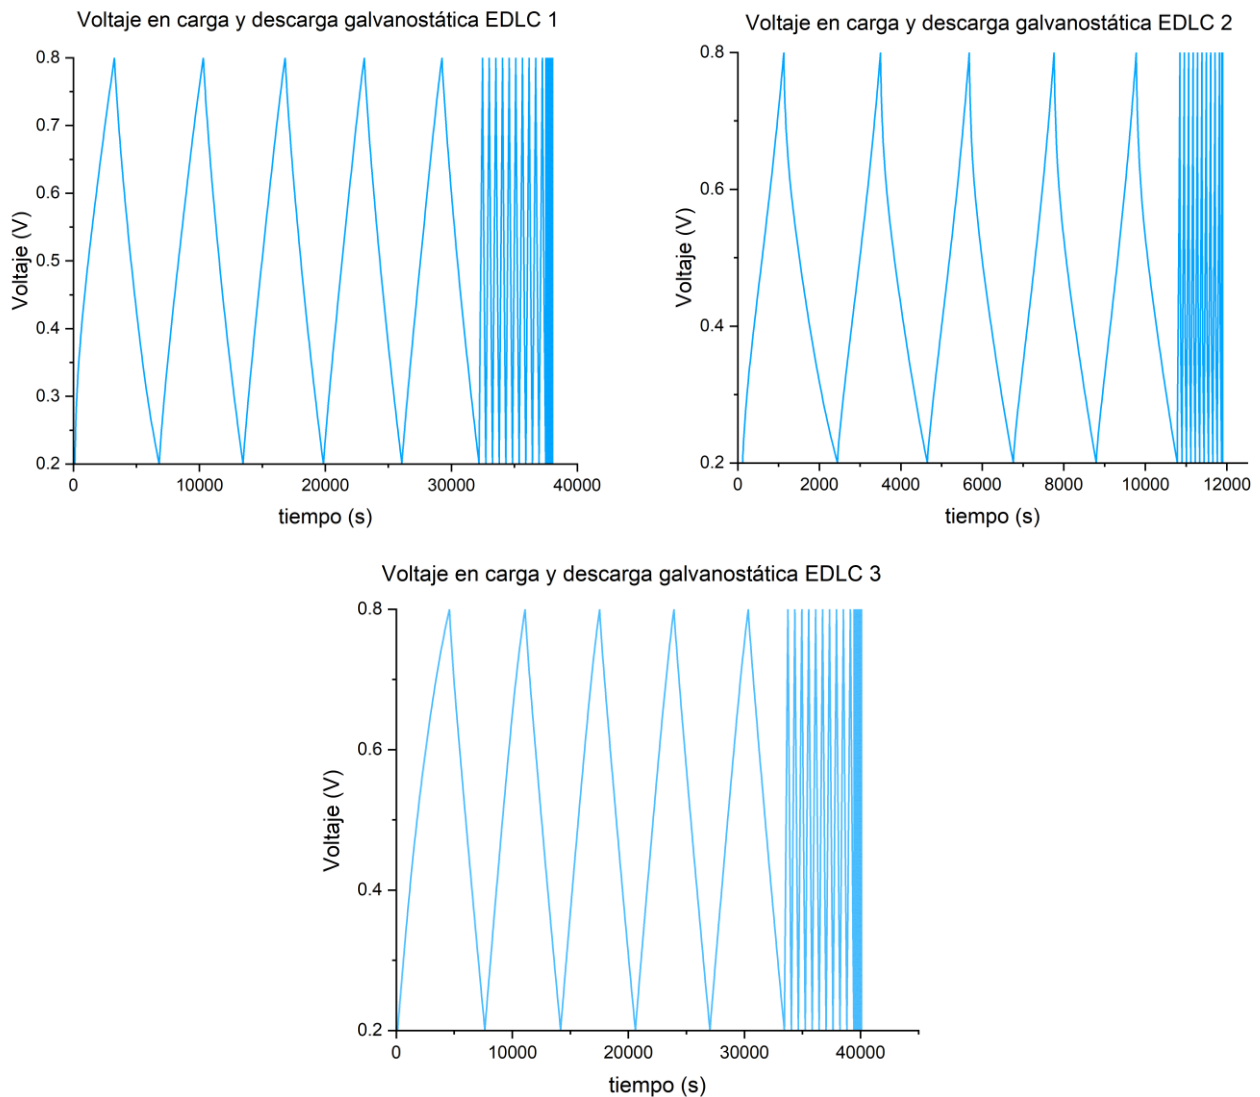 Voltaje en carga y descarga galvanostática EDLC 1
0.8
0.7
0.6
0.5
0.4
0.3
0.2
Voltaje (V)
0 10000 20000 30000 40000
tiempo (s)
Voltaje en carga y descarga galvanostática EDLC 2
0.8
0.6
0.4
0.2
Voltaje (V)
0 2000 4000 6000 8000 10000 12000
tiempo (s)
Voltaje en carga y descarga galvanostática EDLC 3
0.8
0.6
0.4
0.2
Voltaje (V)
0 10000 20000 30000 40000
tiempo (s)